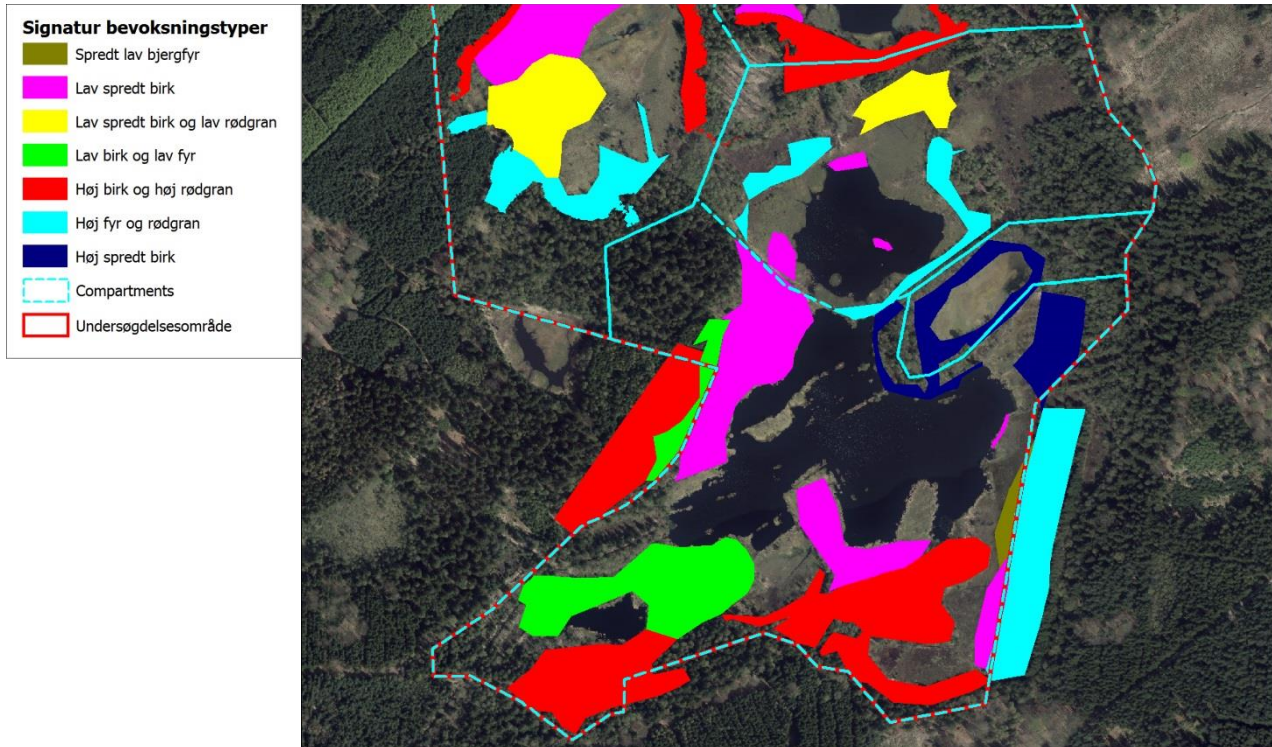 Signatur bevoksningstyper
Spredt lav bjergfyr
Lav spredt birk
Lav spredt birk og lav rødgran
Lav birk og lav fyr
Høj birk og høj rødgran
Høj fyr og rødgran
Høj spredt birk
Compartments
Undersøgdelsesområde